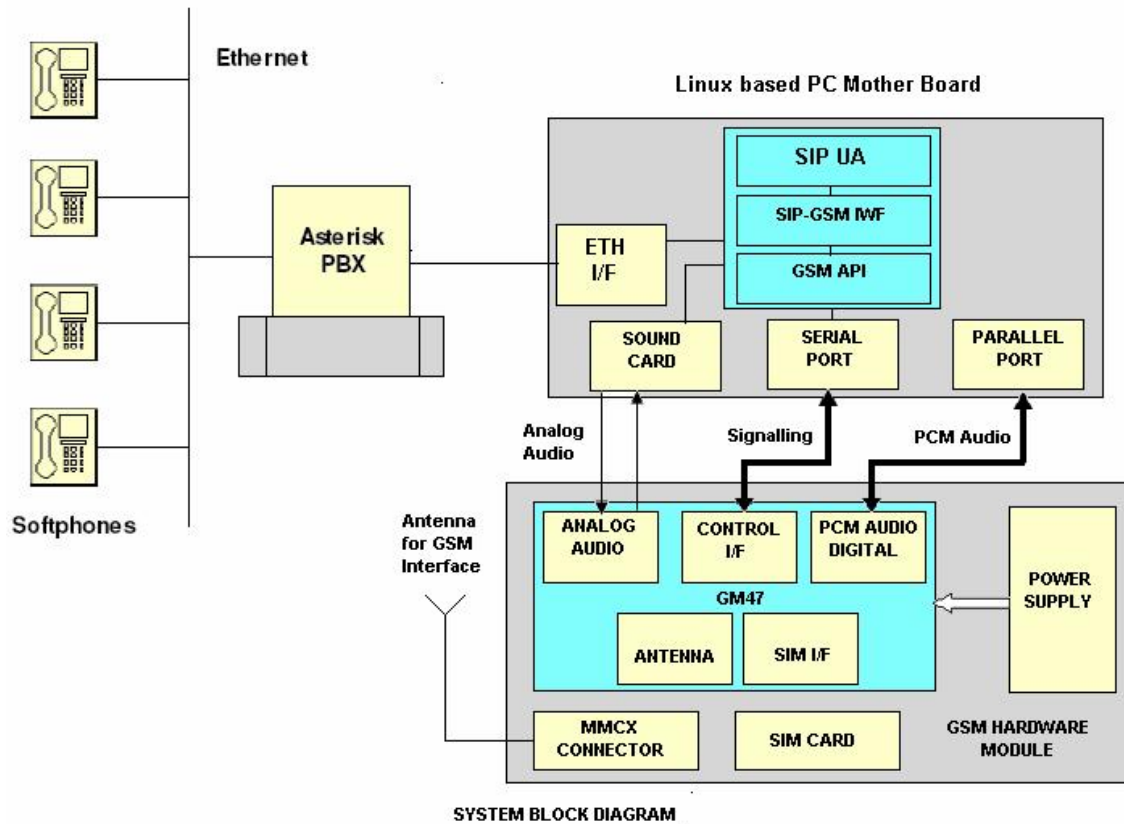 Ethernet
Linux based PC Mother Board
Asterisk
PBX
SIP UA
SIP-GSM IWF
GSM API
ETH
I/F
SOUND
CARD
SERIAL
PORT
PARALLEL
PORT
Analog
Audio
Signalling
PCM Audio
Softphones
Antenna
for GSM
Interface
ANALOG
AUDIO
CONTROL
I/F
PCM AUDIO
DIGITAL
GM47
POWER
SUPPLY
ANTENNA
SIM I/F
MMCX
CONNECTOR
SIM CARD
GSM HARDWARE
MODULE
SYSTEM BLOCK DIAGRAM